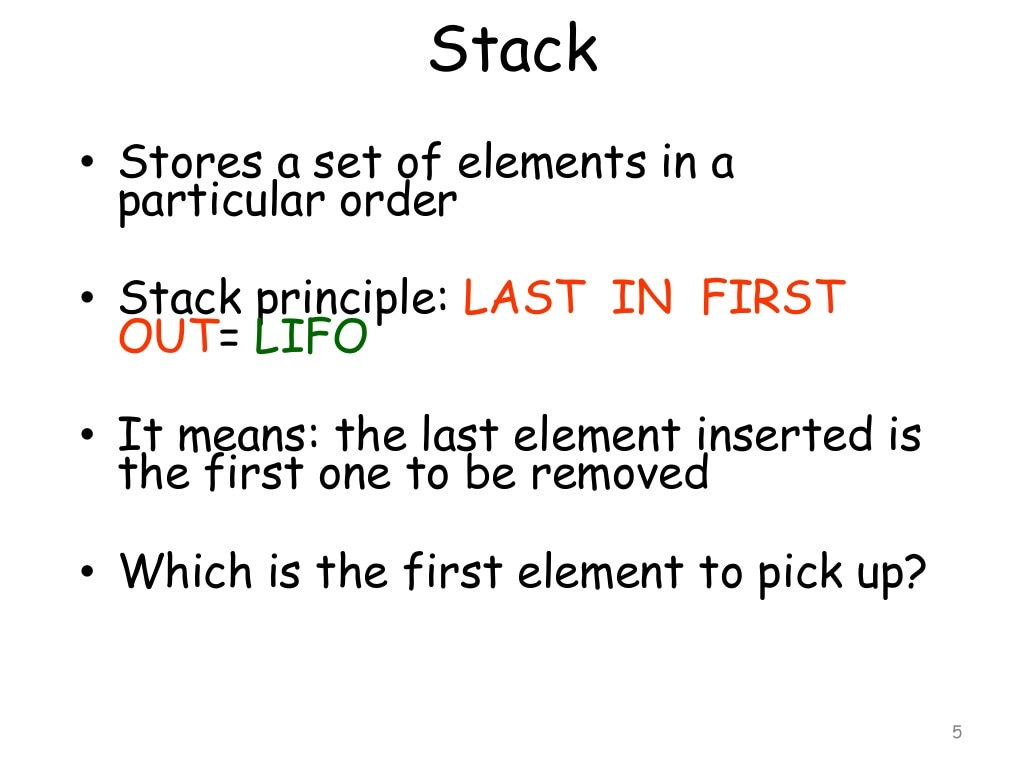 Stack
• Stores a set of elements in a
particular order
• Stack principle: LAST IN FIRST
OUT= LIFO
• It means: the last element inserted is
the first one to be removed
• Which is the first element to pick up?
5